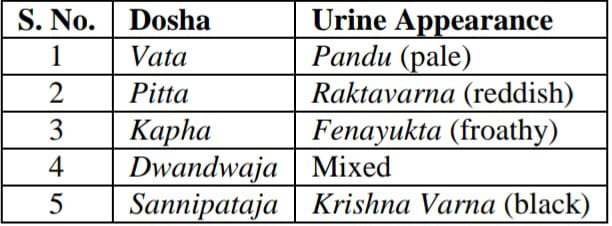 S. No. Dosha Urine Appearance
1 Vata Pandu (pale)
2 Pitta Raktavarna (reddish)
3 Kapha Fenayukta (froathy)
4 Dwandwaja Mixed
5 Sannipataja Krishna Varna (black)